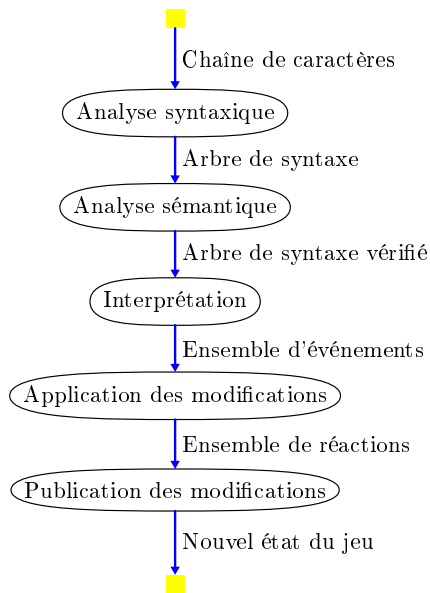 Chaîne de caractères
Analyse syntaxique
Arbre de syntaxe
Analyse sémantique
Arbre de syntaxe vérifié
Interprétation
Ensemble d'événements
Application des modifications
Ensemble de réactions
Publication des modifications
Nouvel état du jeu